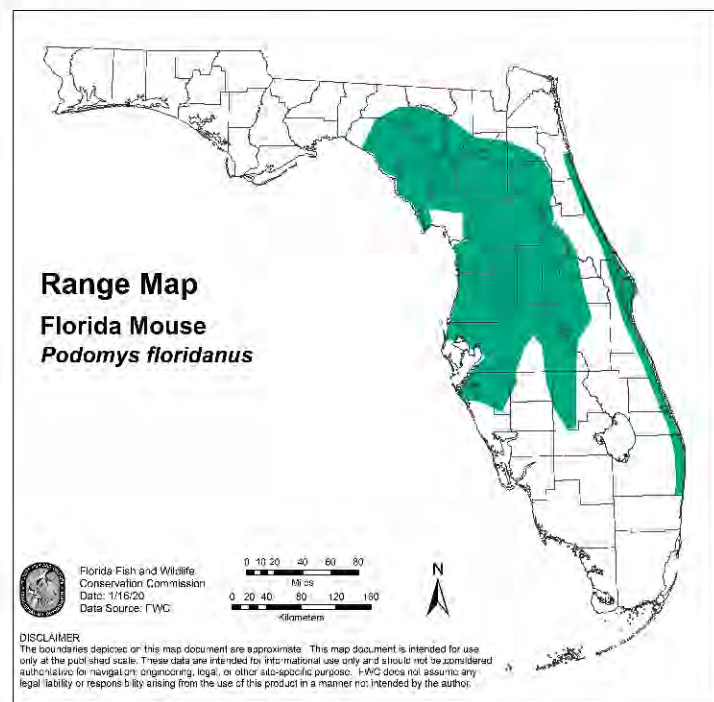 Range Map
Florida Mouse
Podomys floridanus
Florida Fish and Wildlife
Conservation Commission
Date: 1/16/20
Data Source: FWC
0 10 20 40 60 80
Miles
0 20 40 80 120 160
Kilometers
N
DISCLAIMER
The boundaries depicted on this map document are approximate. This map document is intended for use
only at the published scale. These data are intended for informational use only and should not be considered
authoritative for navigation, engineering, legal, or other site-specific purpose. FWC does not assume any
legal liability or responsibility arising from the use of this product in a manner not intended by the author.